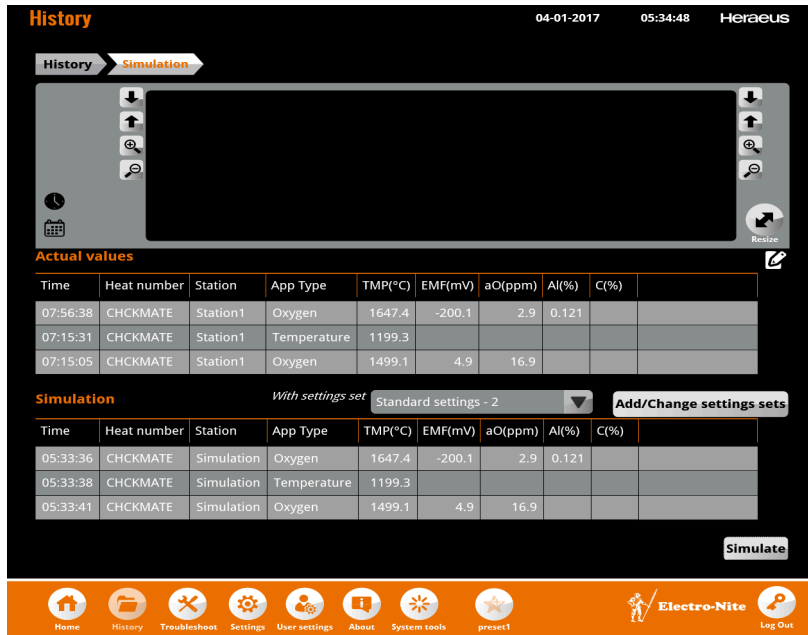 History 04-01-2017 05:34:48 Heraeus
History Simulation
Resize
Actual values
Time Heat number Station App Type TMP(°C) EMF(mV) aO(ppm) Al(%) C(%)
07:56:38 CHCKMATE Station1 Oxygen 1647.4 -200.1 2.9 0.121
07:15:31 CHCKMATE Station1 Temperature 1199.3
07:15:05 CHCKMATE Station1 Oxygen 1499.1 4.9 16.9
Simulation With settings set Standard settings - 2 Add/Change settings sets
Time Heat number Station App Type TMP(°C) EMF(mV) aO(ppm) Al(%) C(%)
05:33:36 CHCKMATE Simulation Oxygen 1647.4 -200.1 2.9 0.121
05:33:38 CHCKMATE Simulation Temperature 1199.3
05:33:41 CHCKMATE Simulation Oxygen 1499.1 4.9 16.9
Simulate
Home History Troubleshoot Settings User settings About System tools preset1 Electro-Nite Log Out